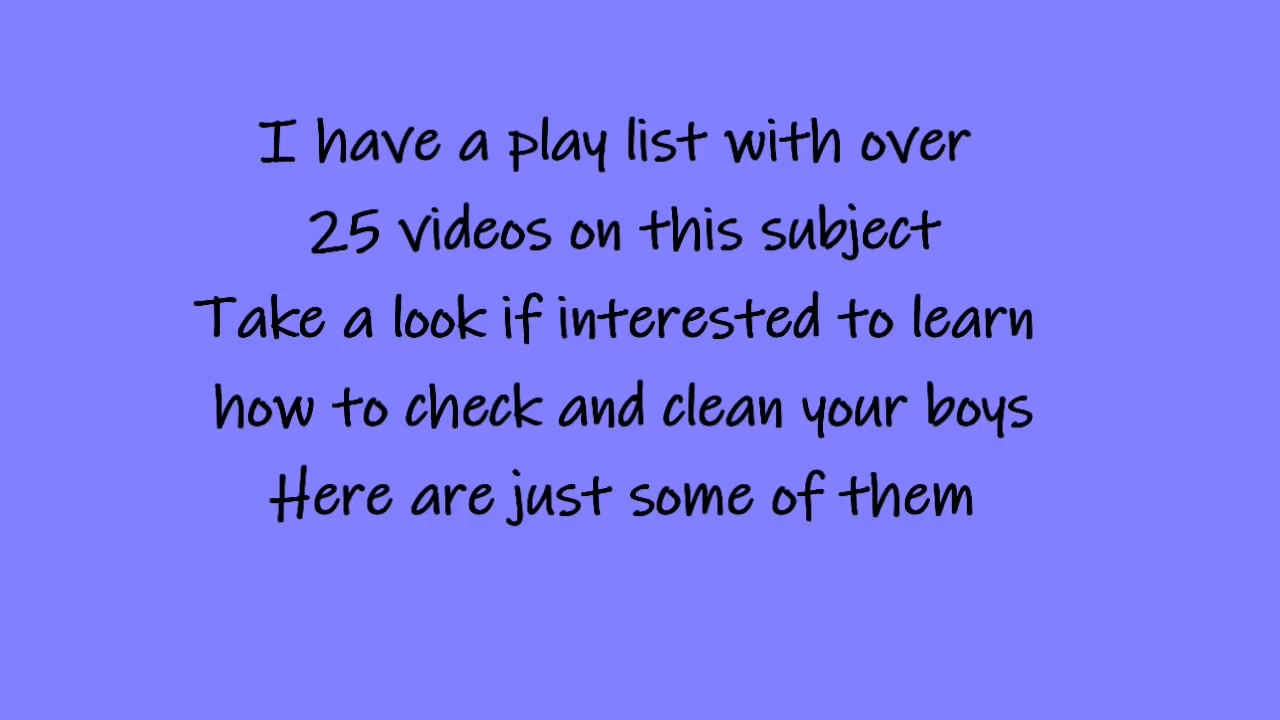 I have a play list with over
25 videos on this subject
Take a look if interested to learn
how to check and clean your boys
Here are just some of them